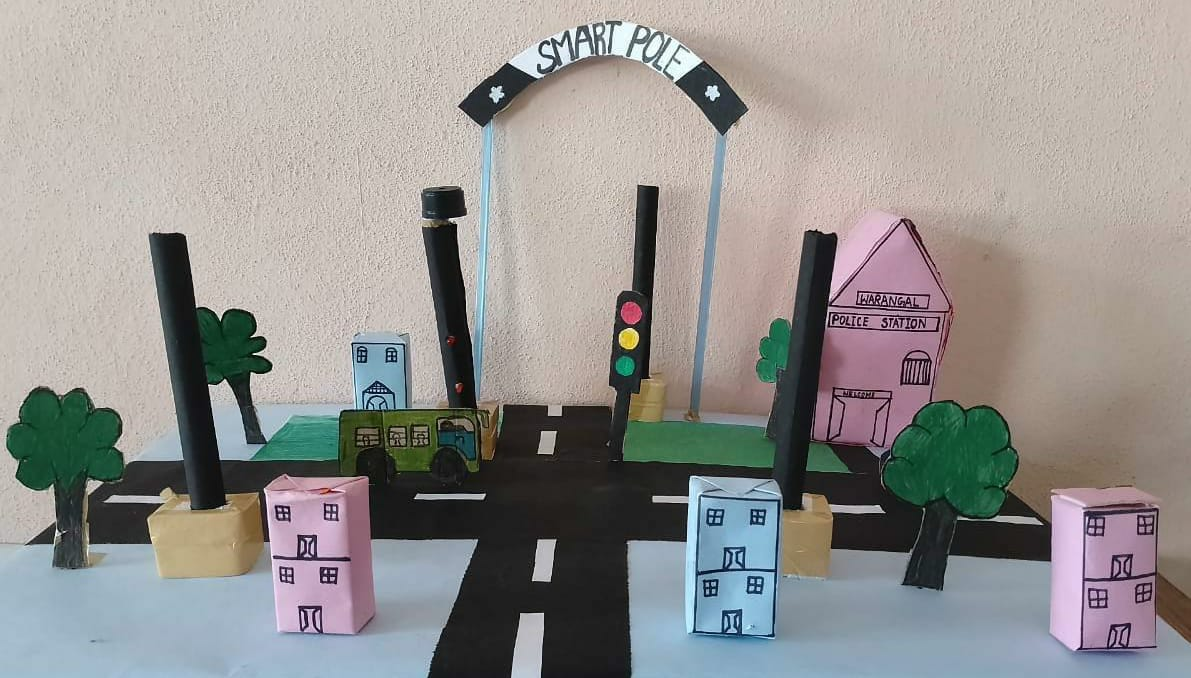 SMART POLE
WARANGAL
POLICE STATION
WELCOME